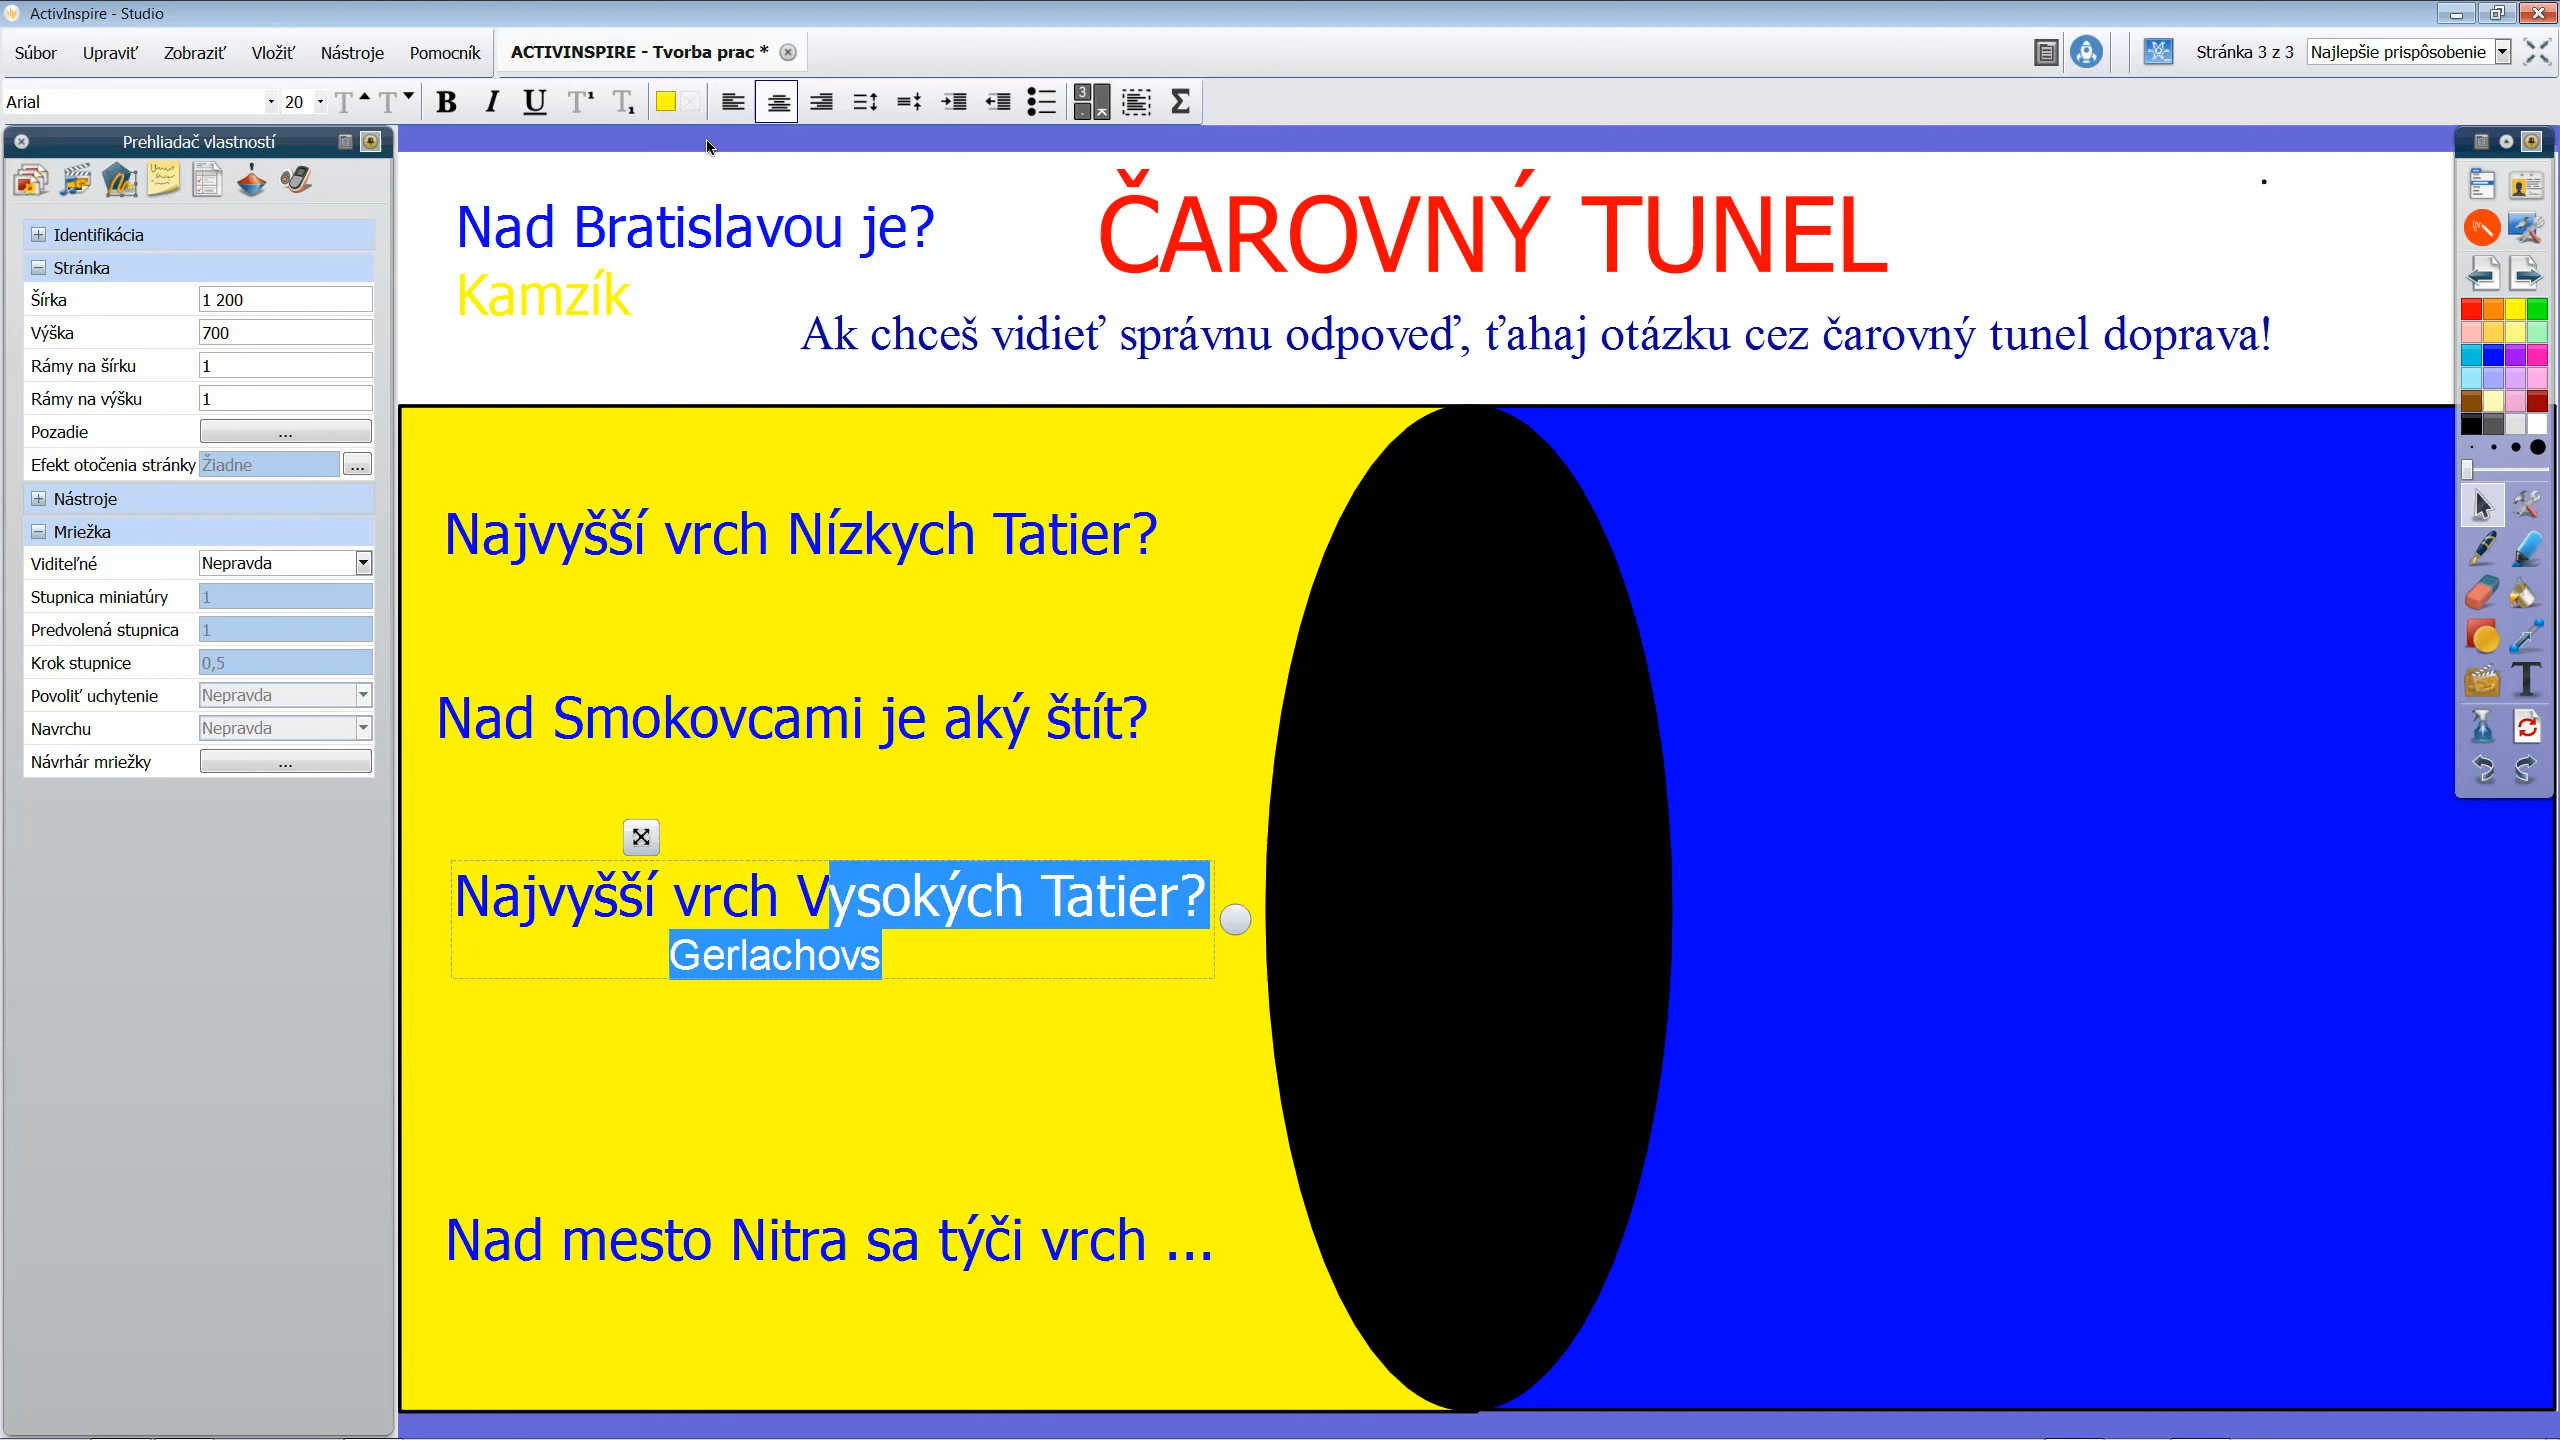 ActivInspire - Studio
Súbor Upraviť Zobraziť Vložiť Nástroje Pomocník
ACTIVINSPIRE - Tvorba prac *
Stránka 3 z 3
Najlepšie prispôsobenie
Arial 20
Prehliadač vlastností
Identifikácia
Stránka
Šírka 1 200
Výška 700
Rámy na šírku 1
Rámy na výšku 1
Pozadie ...
Efekt otočenia stránky Žiadne ...
Nástroje
Mriežka
Viditeľné Nepravda
Stupnica miniatúry 1
Predvolená stupnica 1
Krok stupnice 0,5
Povoliť uchytenie Nepravda
Navrchu Nepravda
Návrhár mriežky ...
ČAROVNÝ TUNEL
Nad Bratislavou je?
Kamzík
Ak chceš vidieť správnu odpoveď, ťahaj otázku cez čarovný tunel doprava!
Najvyšší vrch Nízkych Tatier?
Nad Smokovcami je aký štít?
Najvyšší vrch Vysokých Tatier?
Gerlachovs
Nad mesto Nitra sa týči vrch ...